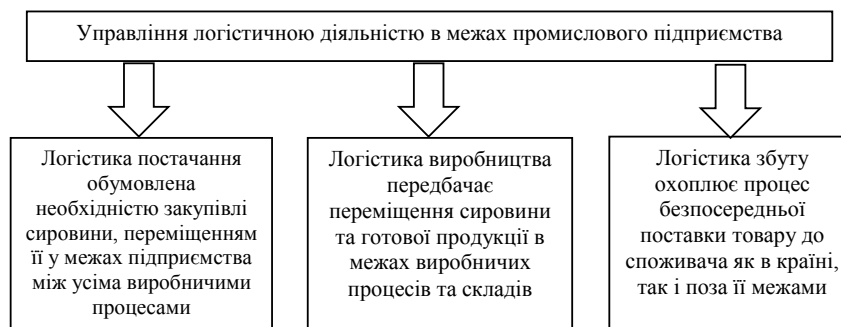 Управління логістичною діяльністю в межах промислового підприємства
Логістика постачання
обумовлена
необхідністю закупівлі
сировини, переміщенням
її у межах підприємства
між усіма виробничими
процесами
Логістика виробництва
передбачає
переміщення сировини
та готової продукції в
межах виробничих
процесів та складів
Логістика збуту
охоплює процес
безпосередньої
поставки товару до
споживача як в країні,
так і поза її межами